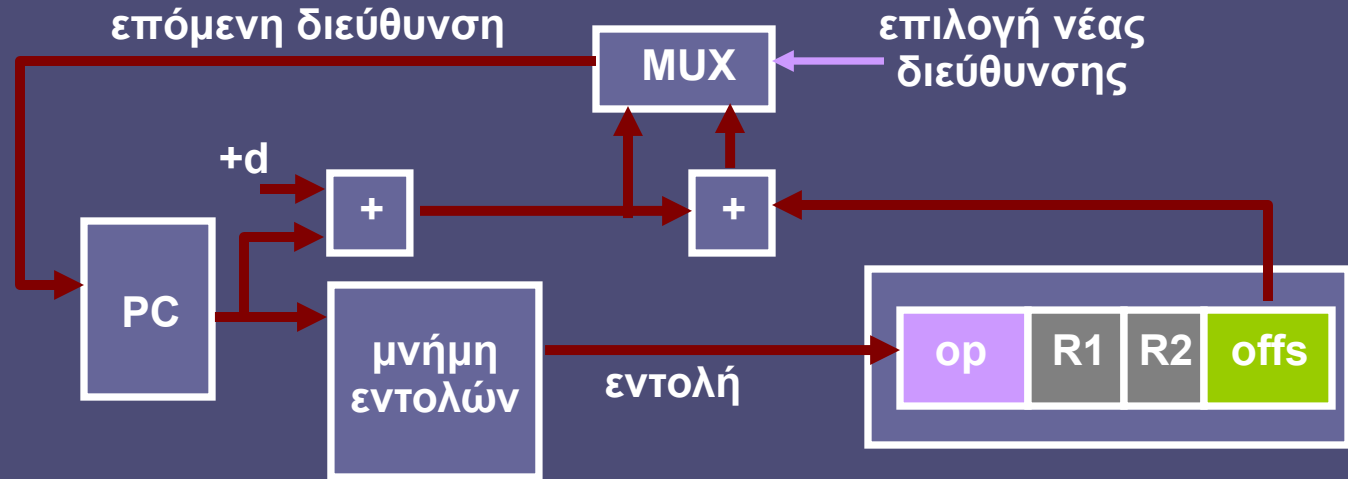 επόμενη διεύθυνση
MUX
επιλογή νέας
διεύθυνσης
+d
+
+
PC
μνήμη
εντολών
εντολή
op R1 R2 offs